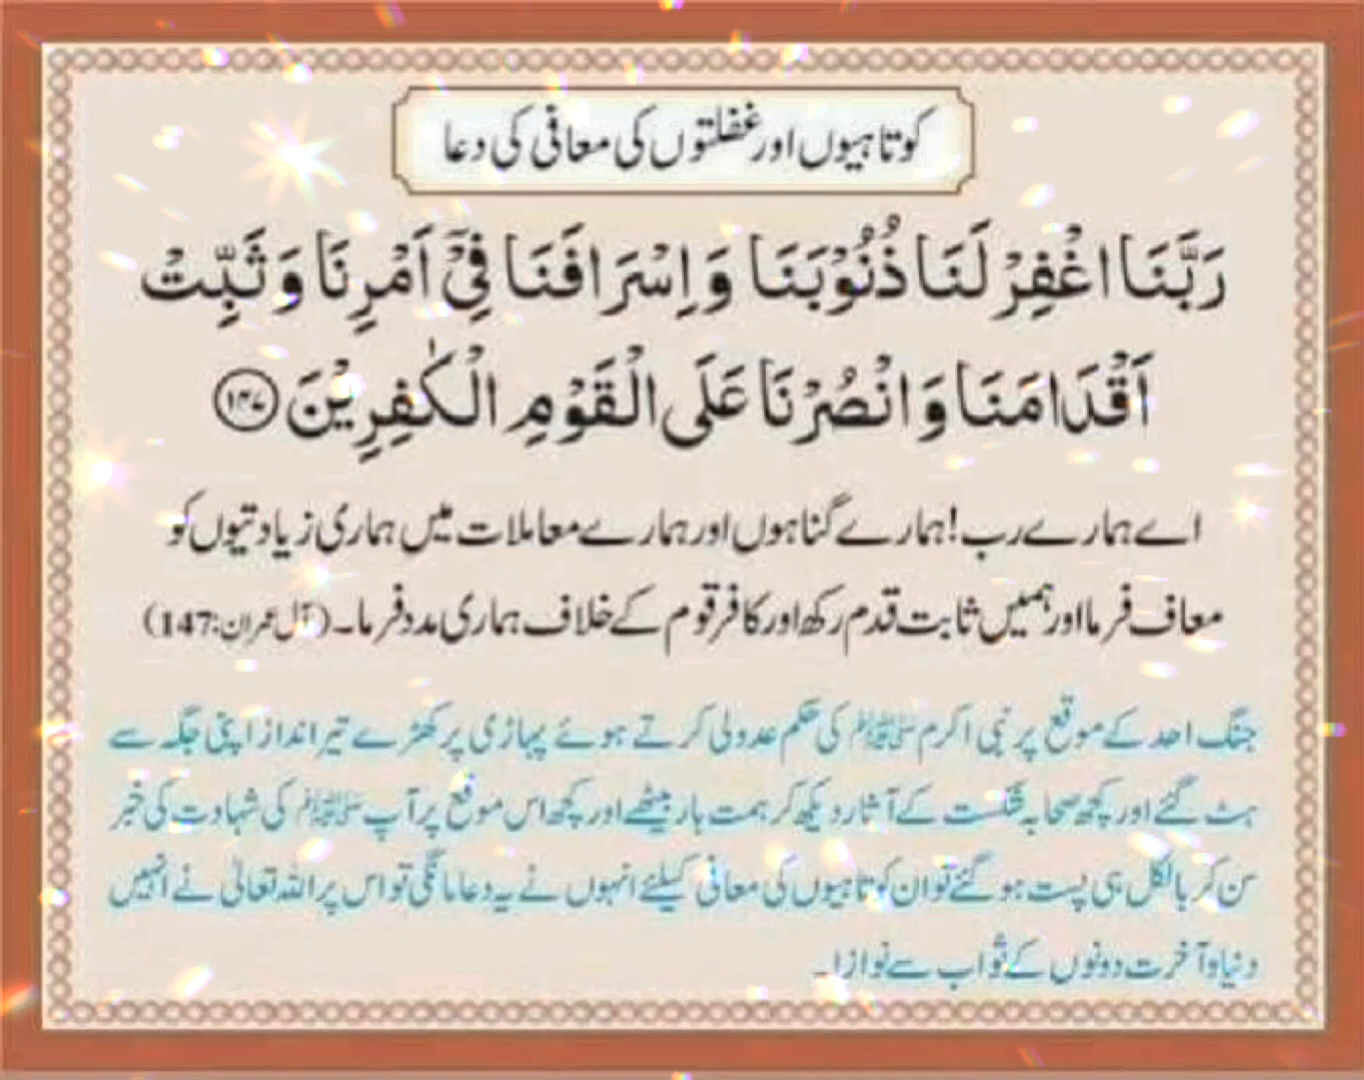 کوتاہیوں اور غفلتوں کی معافی کی دعا
رَبَّنَا اغْفِرْ لَنَا ذُنُوْبَنَا وَ اِسْرَافَنَا فِیْۤ اَمْرِنَا وَ ثَبِّتْ
اَقْدَامَنَا وَ انْصُرْنَا عَلَى الْقَوْمِ الْكٰفِرِیْنَ ﴿۱۴۷﴾
اے ہمارے رب! ہمارے گناہوں اور ہمارے معاملات میں ہماری زیادتیوں کو
معاف فرما اور ہمیں ثابت قدم رکھ اور کافر قوم کے خلاف ہماری مدد فرما۔ (آل عمران:147)
جنگ احد کے موقع پر نبی اکرم ﷺ کی حکم عدولی کرتے ہوئے پہاڑی پر کھڑے تیر انداز اپنی جگہ سے
ہٹ گئے اور کچھ صحابہ شکست کے آثار دیکھ کر ہمت ہار بیٹھے اور کچھ اس موقع پر آپ ﷺ کی شہادت کی خبر
سن کر بالکل ہی پست ہو گئے تو ان کوتاہیوں کی معافی کیلئے انہوں نے یہ دعا مانگی تو اس پر اللہ تعالیٰ نے انہیں
دنیا و آخرت دونوں کے ثواب سے نوازا۔